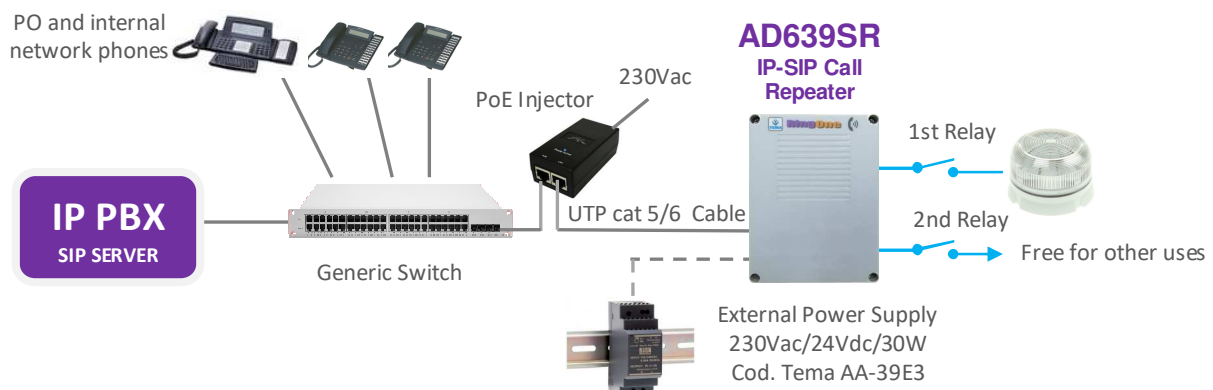 PO and internal
network phones
AD639SR
IP-SIP Call
Repeater
230Vac
PoE Injector
RingOne
1st Relay
IP PBX
SIP SERVER
UTP cat 5/6 Cable
2nd Relay
Generic Switch
Free for other uses
External Power Supply
230Vac/24Vdc/30W
Cod. Tema AA-39E3